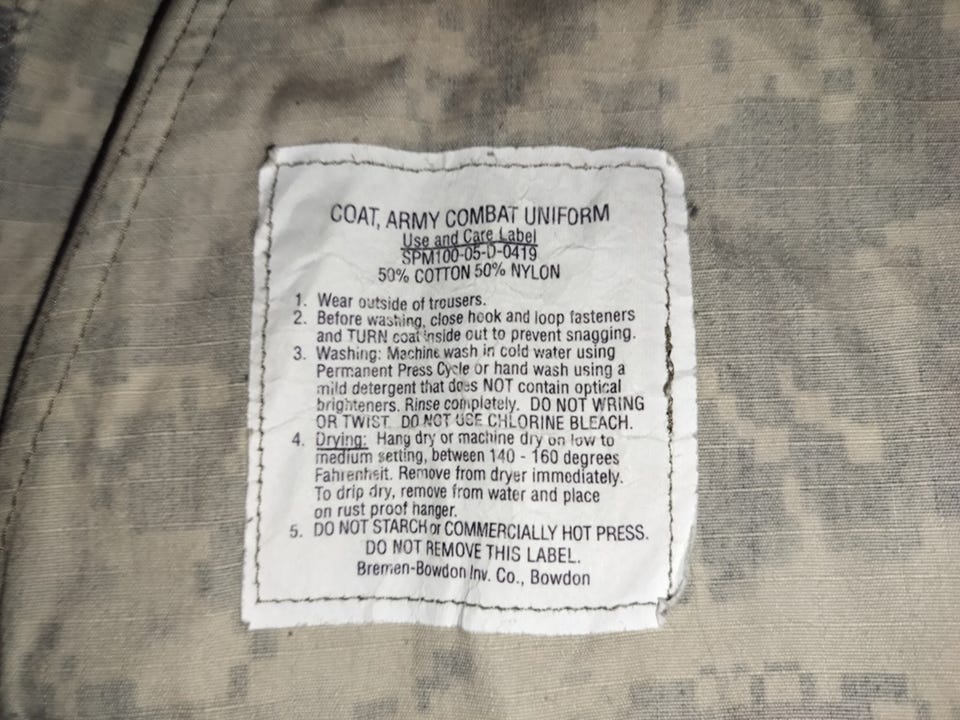 COAT, ARMY COMBAT UNIFORM
Use and Care Label
SPM100-05-D-0419
50% COTTON 50% NYLON
1. Wear outside of trousers.
2. Before washing, close hook and loop fasteners
and TURN coat inside out to prevent snagging.
3. Washing: Machine wash in cold water using
Permanent Press Cycle or hand wash using a
mild detergent that does NOT contain optical
brighteners. Rinse completely. DO NOT WRING
OR TWIST DO NOT USE CHLORINE BLEACH.
4. Drying: Hang dry or machine dry on low to
medium setting, between 140 - 160 degrees
Fahrenheit. Remove from dryer immediately.
To drip dry, remove from water and place
on rust proof hanger.
5. DO NOT STARCH or COMMERCIALLY HOT PRESS.
DO NOT REMOVE THIS LABEL.
Bremen-Bowdon Inv. Co., Bowdon